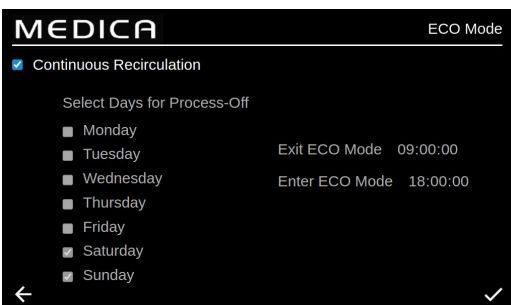 MEDICA
ECO Mode
Continuous Recirculation
Select Days for Process-Off
Monday
Tuesday
Wednesday
Thursday
Friday
Saturday
Sunday
Exit ECO Mode 09:00:00
Enter ECO Mode 18:00:00